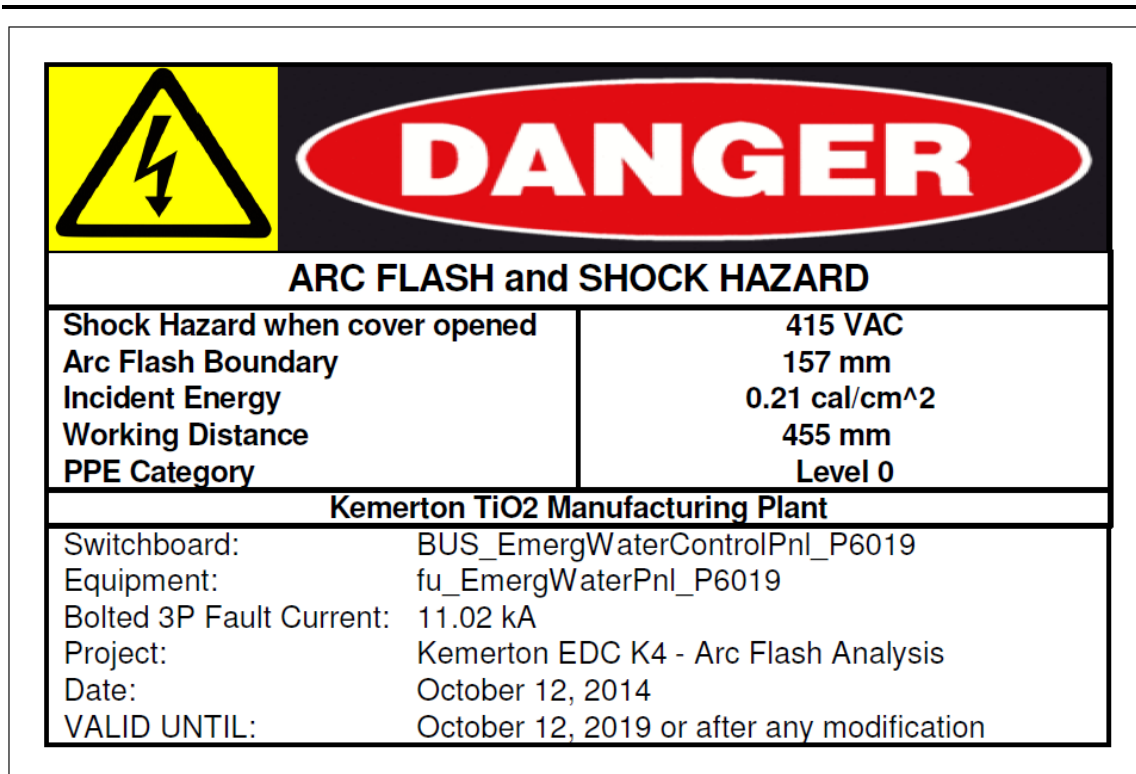 DANGER
ARC FLASH and SHOCK HAZARD
Shock Hazard when cover opened 415 VAC
Arc Flash Boundary 157 mm
Incident Energy 0.21 cal/cm^2
Working Distance 455 mm
PPE Category Level 0
Kemerton TiO2 Manufacturing Plant
Switchboard: BUS_EmergWaterControlPnl_P6019
Equipment: fu_EmergWaterPnl_P6019
Bolted 3P Fault Current: 11.02 kA
Project: Kemerton EDC K4 - Arc Flash Analysis
Date: October 12, 2014
VALID UNTIL: October 12, 2019 or after any modification